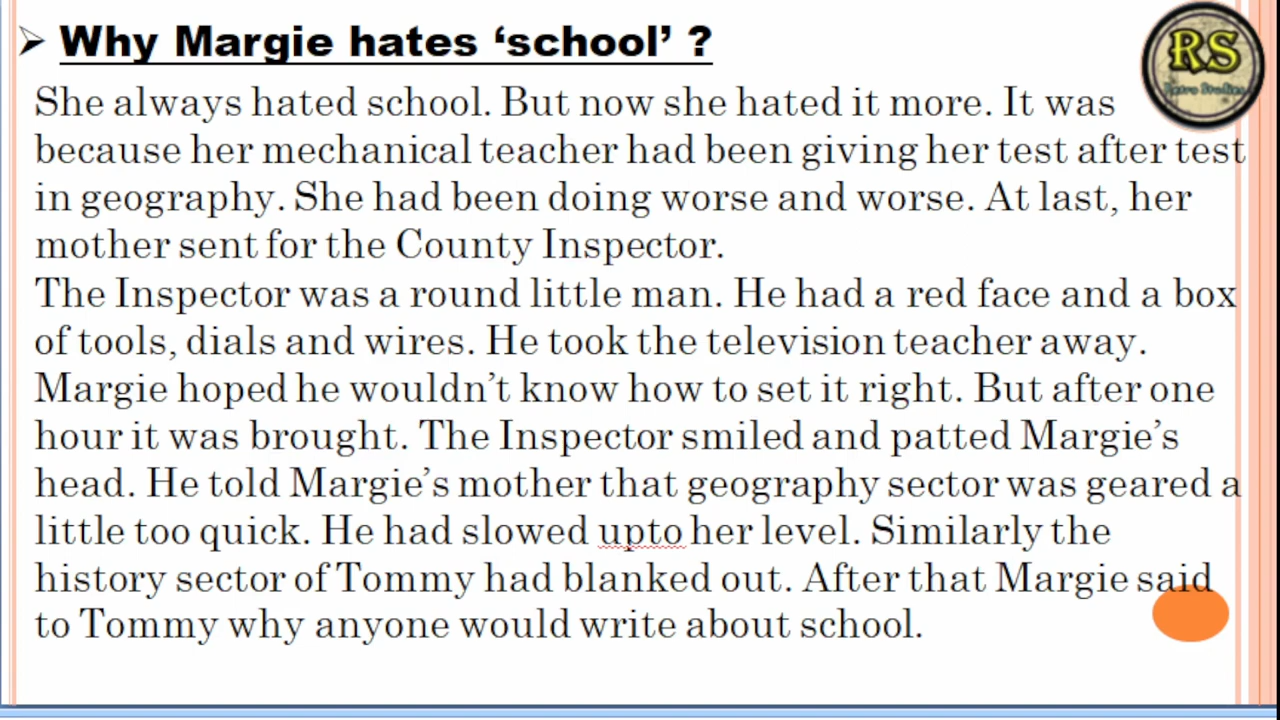 ➢ Why Margie hates ‘school’ ?
RS
Retro Studies
She always hated school. But now she hated it more. It was
because her mechanical teacher had been giving her test after test
in geography. She had been doing worse and worse. At last, her
mother sent for the County Inspector.
The Inspector was a round little man. He had a red face and a box
of tools, dials and wires. He took the television teacher away.
Margie hoped he wouldn’t know how to set it right. But after one
hour it was brought. The Inspector smiled and patted Margie’s
head. He told Margie’s mother that geography sector was geared a
little too quick. He had slowed upto her level. Similarly the
history sector of Tommy had blanked out. After that Margie said
to Tommy why anyone would write about school.